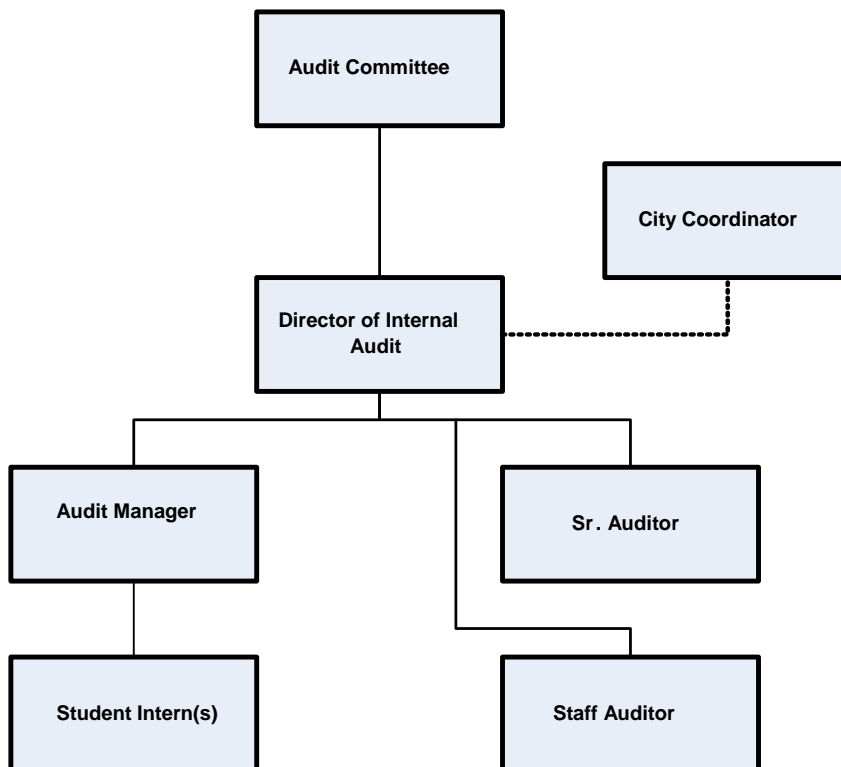 Audit Committee
City Coordinator
Director of Internal
Audit
Audit Manager
Sr. Auditor
Student Intern(s)
Staff Auditor